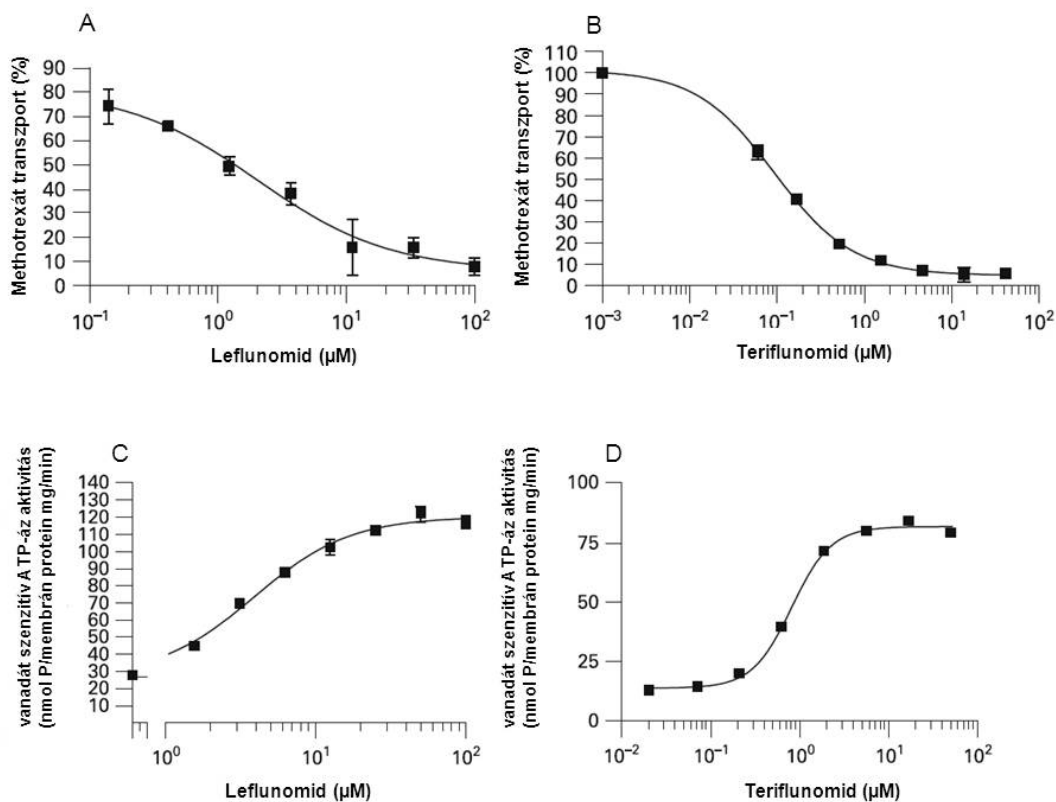 A
Methotrexát transzport (%)
90
80
70
60
50
40
30
20
10
0
10⁻¹ 10⁰ 10¹ 10²
Leflunomid (µM)
B
Methotrexát transzport (%)
110
100
90
80
70
60
50
40
30
20
10
0
10⁻³ 10⁻² 10⁻¹ 10⁰ 10¹ 10²
Teriflunomid (µM)
C
vanadát szenzitív ATP-áz aktivitás
(nmol P/membrán protein mg/min)
140
130
120
110
100
90
80
70
60
50
40
30
20
10
10⁰ 10¹ 10²
Leflunomid (µM)
D
vanadát szenzitív ATP-áz aktivitás
(nmol P/membrán protein mg/min)
100
75
50
25
0
10⁻² 10⁻¹ 10⁰ 10¹ 10²
Teriflunomid (µM)